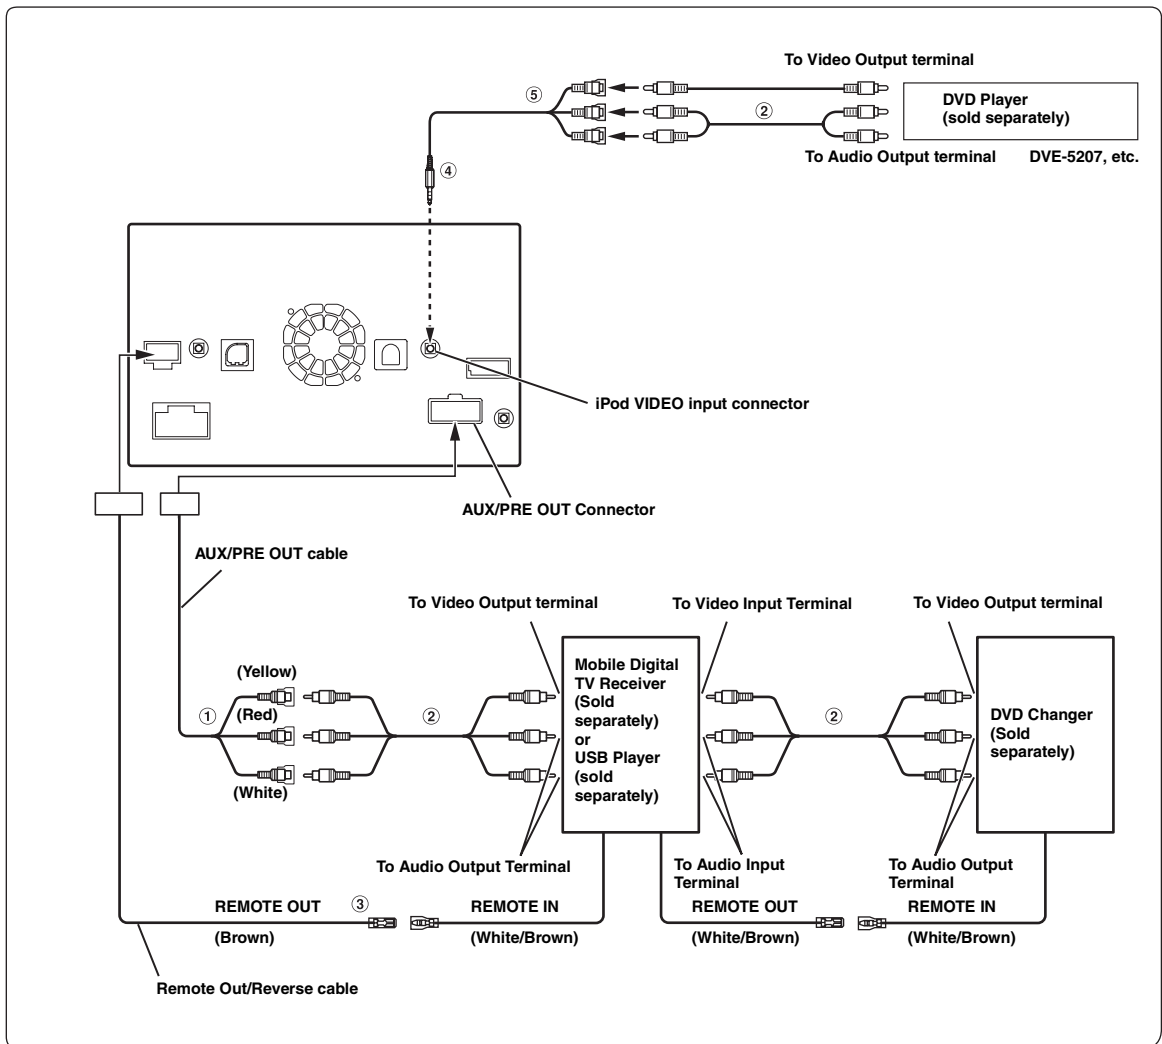 To Video Output terminal
⑤
②
DVD Player
(sold separately)
To Audio Output terminal
DVE-5207, etc.
④
iPod VIDEO input connector
AUX/PRE OUT Connector
AUX/PRE OUT cable
To Video Output terminal
To Video Input Terminal
To Video Output terminal
(Yellow)
①
(Red)
(White)
②
Mobile Digital
TV Receiver
(Sold
separately)
or
USB Player
(sold
separately)
②
DVD Changer
(Sold
separately)
To Audio Output Terminal
To Audio Input
Terminal
To Audio Output
Terminal
REMOTE OUT
③
(Brown)
REMOTE IN
(White/Brown)
REMOTE OUT
(White/Brown)
REMOTE IN
(White/Brown)
Remote Out/Reverse cable